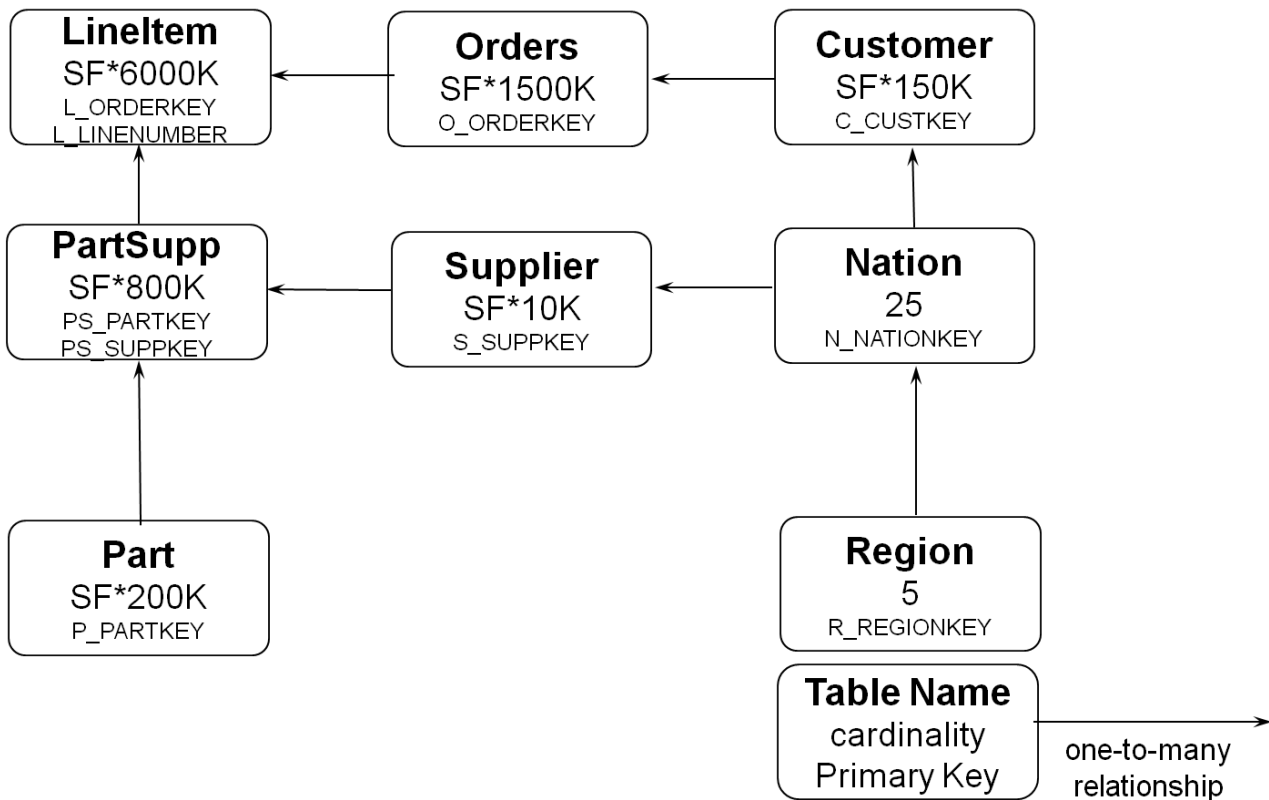 LineItem
SF*6000K
L_ORDERKEY
L_LINENUMBER
Orders
SF*1500K
O_ORDERKEY
Customer
SF*150K
C_CUSTKEY
PartSupp
SF*800K
PS_PARTKEY
PS_SUPPKEY
Supplier
SF*10K
S_SUPPKEY
Nation
25
N_NATIONKEY
Part
SF*200K
P_PARTKEY
Region
5
R_REGIONKEY
Table Name
cardinality
Primary Key
one-to-many
relationship